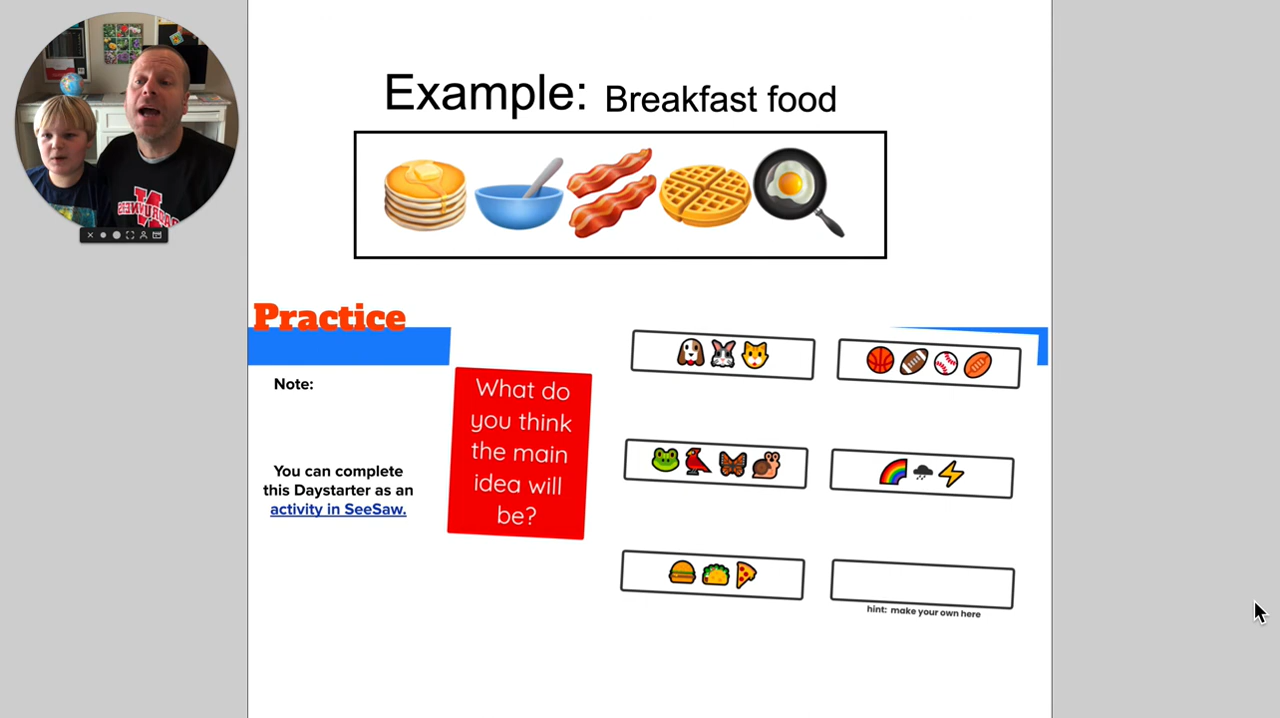 Example: Breakfast food
Practice
Note:
You can complete
this Daystarter as an
activity in SeeSaw.
What do
you think
the main
idea will
be?
hint: make your own here